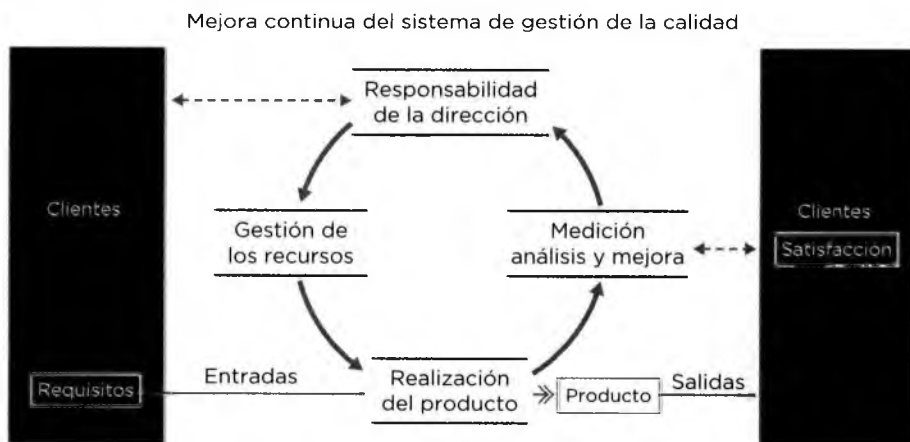 Mejora continua del sistema de gestión de la calidad
Responsabilidad
de la dirección
Clientes
Gestión de
los recursos
Medición
análisis y mejora
Clientes
Satisfacción
Requisitos
Entradas
Realización
del producto
Producto
Salidas